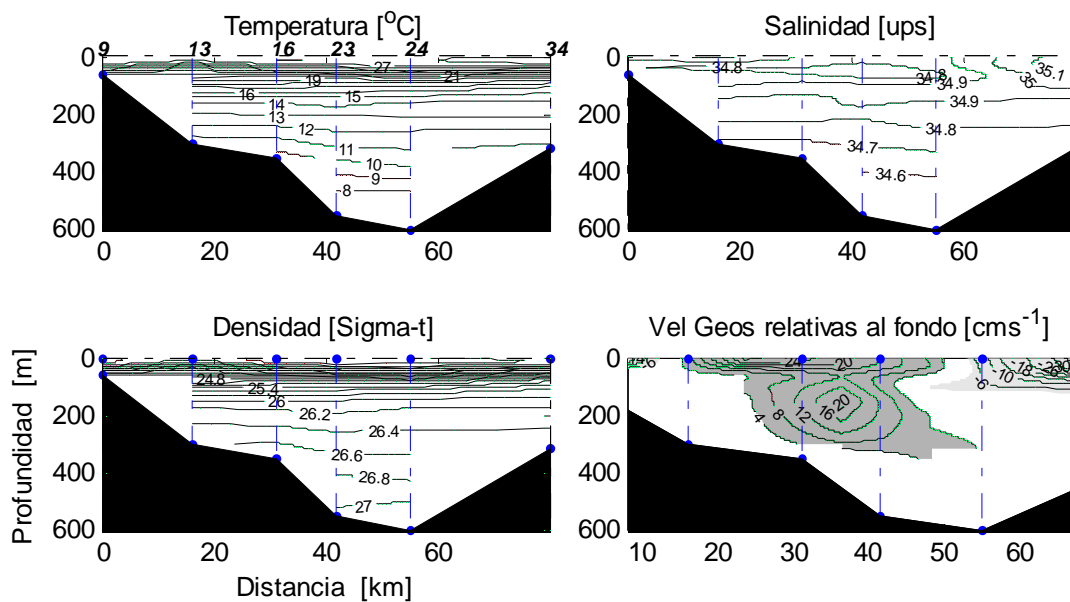 Temperatura [°C]
9 13 16 23 24 34
0
200
400
600
0 20 40 60
27
19 21
16 15
14
13
12
11
10
9
8
Salinidad [ups]
0
200
400
600
0 20 40 60
34.8 34.8 34.9 35 35.1
34.9
34.8
34.7
34.6
Densidad [Sigma-t]
Profundidad [m]
0
200
400
600
0 20 40 60
Distancia [km]
24.8
25.4
26
26.2
26.4
26.6
26.8
27
Vel Geos relativas al fondo [cms⁻¹]
0
200
400
600
10 20 30 40 50 60
-6 24 20 -6 -10 -18
4 8 12 16 20